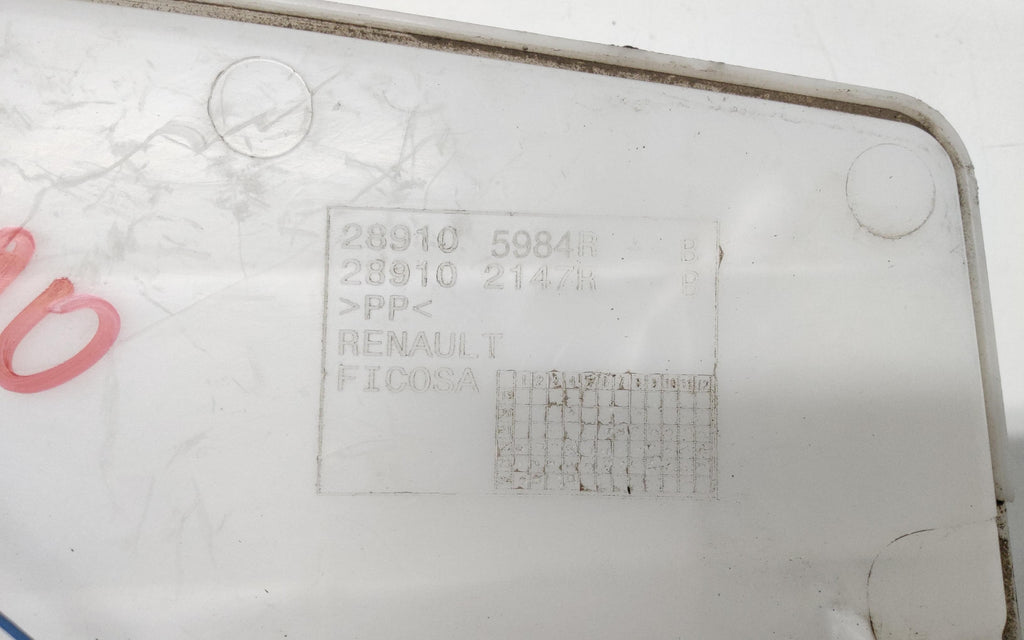 28910 5984R B
28910 2147R B
>PP<
RENAULT
FICOSA